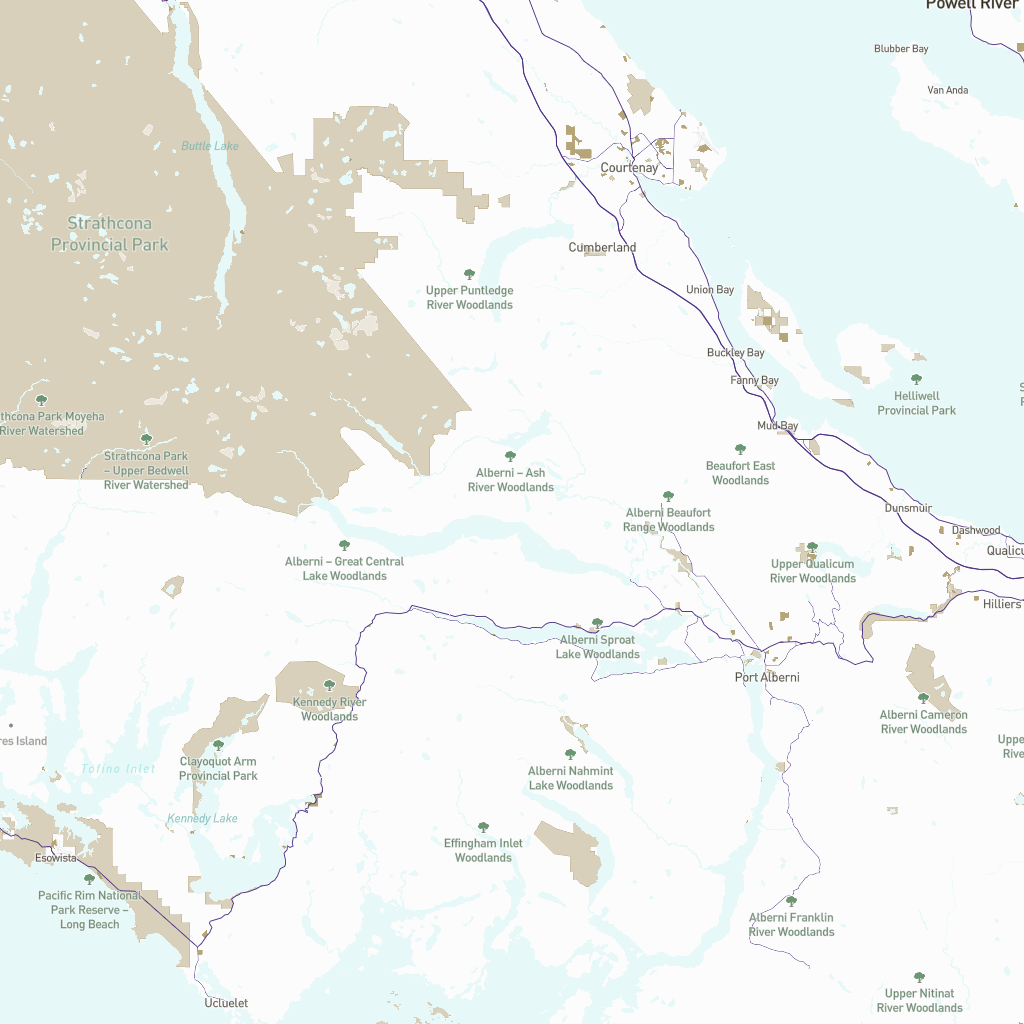 Powell River
Blubber Bay
Van Anda
Buttle Lake
Courtenay
Strathcona
Provincial Park
Cumberland
Upper Puntledge
River Woodlands
Union Bay
Buckley Bay
Fanny Bay
Helliwell
Provincial Park
thcona Park Moyeha
River Watershed
Mud Bay
Strathcona Park
– Upper Bedwell
River Watershed
Alberni – Ash
River Woodlands
Beaufort East
Woodlands
Alberni Beaufort
Range Woodlands
Dunsmuir
Dashwood
Qualicu
Alberni – Great Central
Lake Woodlands
Upper Qualicum
River Woodlands
Hilliers
Alberni Sproat
Lake Woodlands
Port Alberni
Kennedy River
Woodlands
Alberni Cameron
River Woodlands
res Island
Upper
Rive
Clayoquot Arm
Provincial Park
Tofino Inlet
Alberni Nahmint
Lake Woodlands
Kennedy Lake
Effingham Inlet
Woodlands
Esowista
Pacific Rim National
Park Reserve –
Long Beach
Alberni Franklin
River Woodlands
Ucluelet
Upper Nitinat
River Woodlands